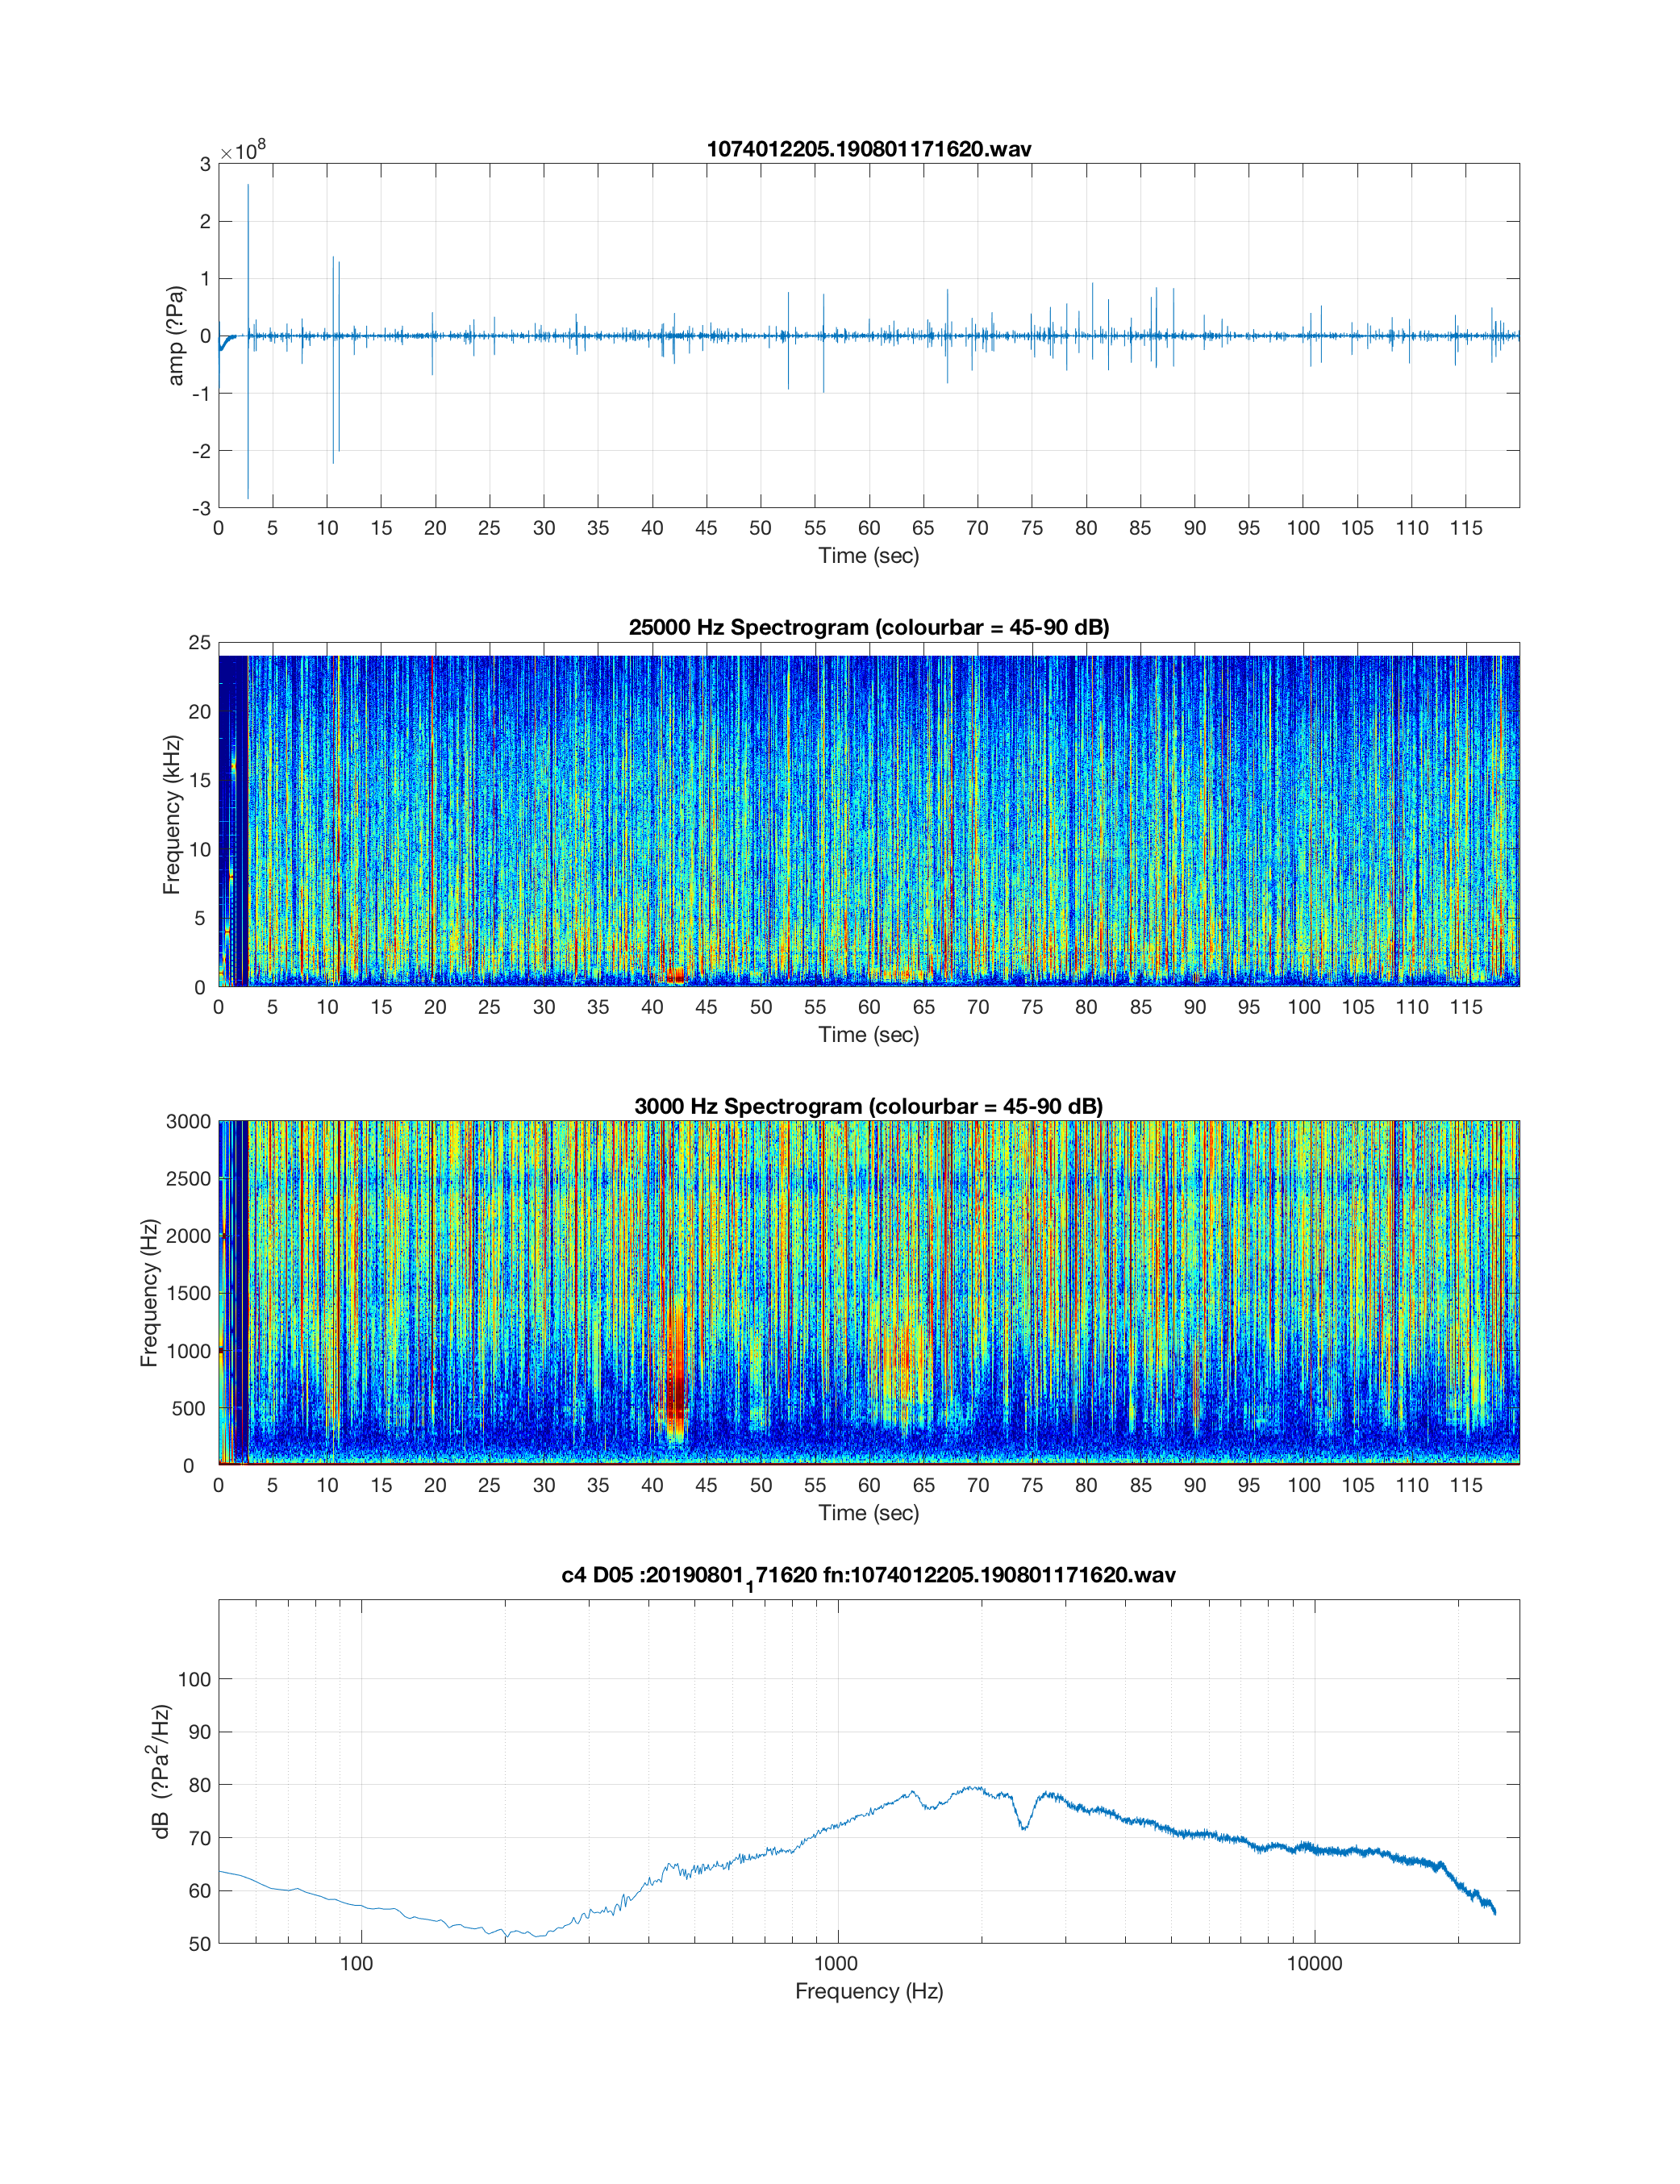 1074012205.190801171620.wav
×10⁸
3
2
1
0
-1
-2
-3
amp (?Pa)
0 5 10 15 20 25 30 35 40 45 50 55 60 65 70 75 80 85 90 95 100 105 110 115
Time (sec)
25000 Hz Spectrogram (colourbar = 45-90 dB)
25
20
15
10
5
0
Frequency (kHz)
0 5 10 15 20 25 30 35 40 45 50 55 60 65 70 75 80 85 90 95 100 105 110 115
Time (sec)
3000 Hz Spectrogram (colourbar = 45-90 dB)
3000
2500
2000
1500
1000
500
0
Frequency (Hz)
0 5 10 15 20 25 30 35 40 45 50 55 60 65 70 75 80 85 90 95 100 105 110 115
Time (sec)
c4 D05 :20190801₁71620 fn:1074012205.190801171620.wav
100
90
80
70
60
50
dB (?Pa²/Hz)
100 1000 10000
Frequency (Hz)